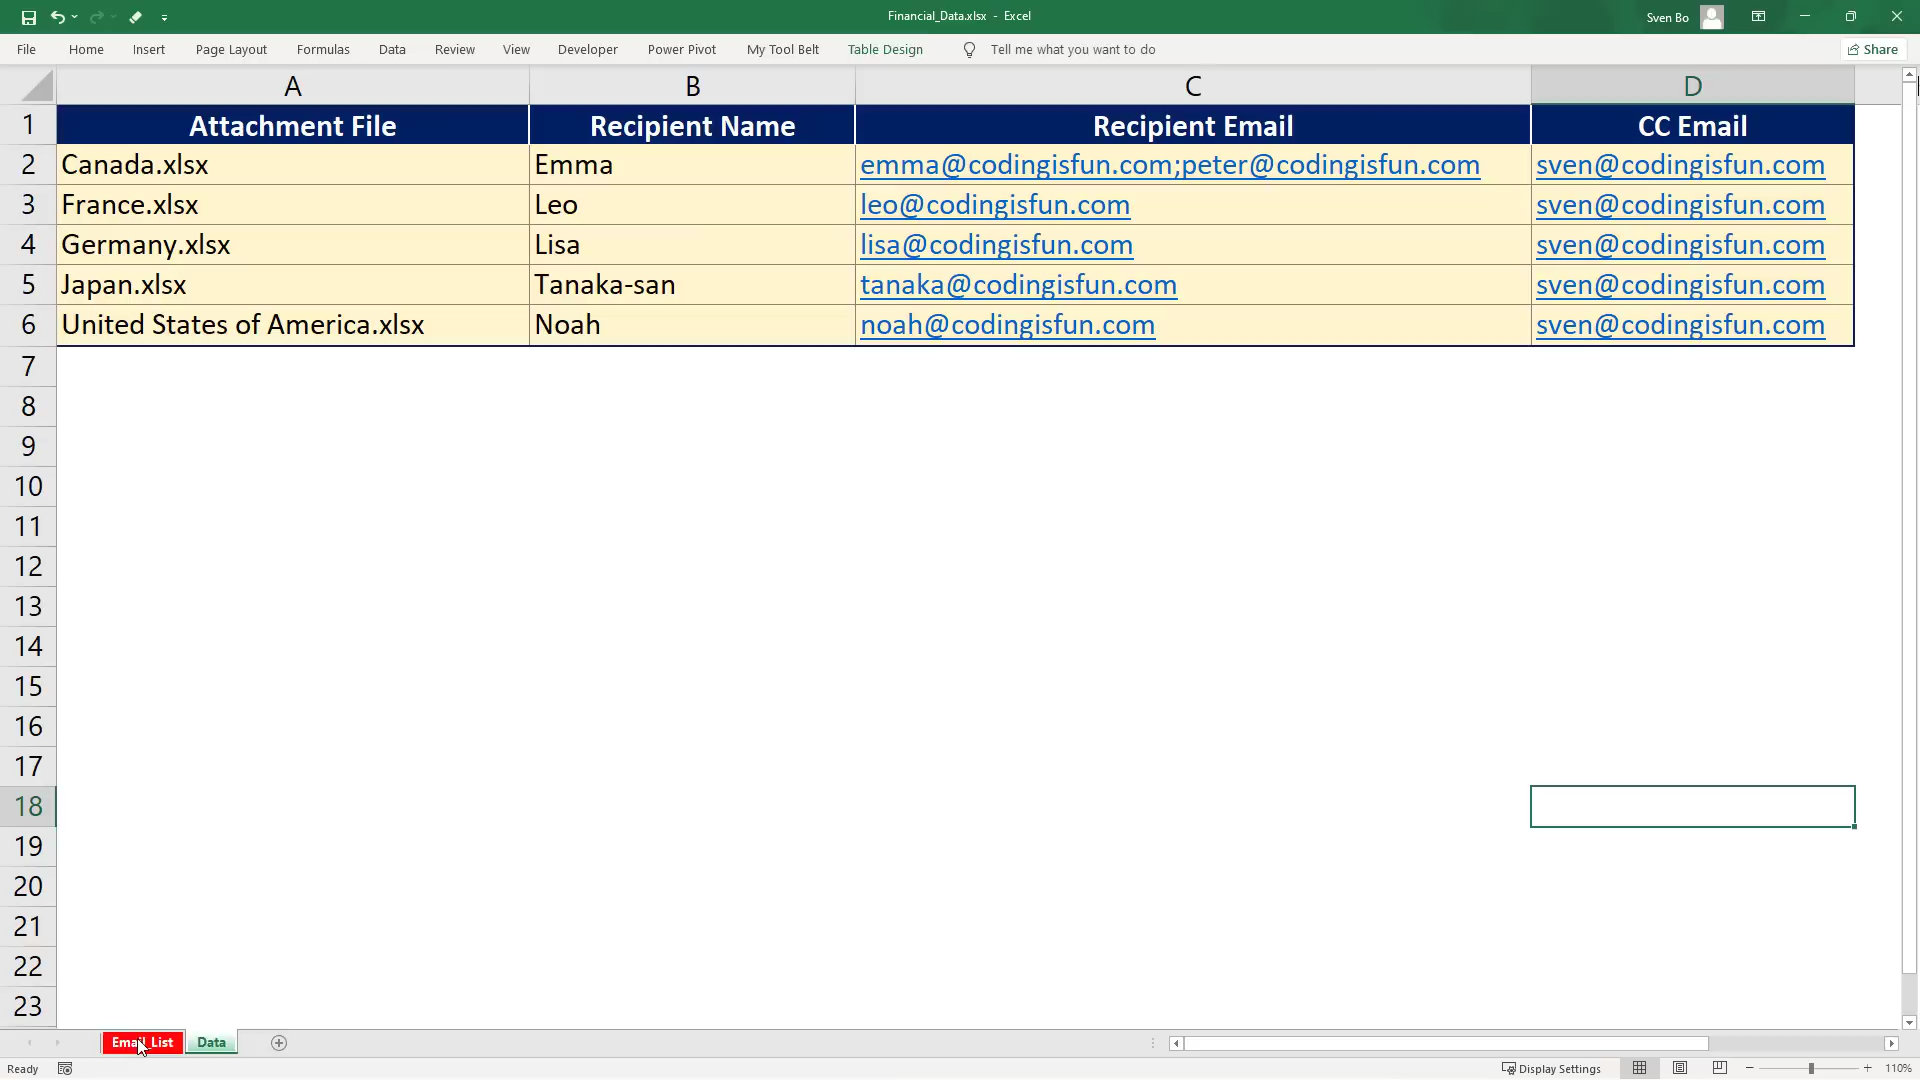 Financial_Data.xlsx - Excel
Sven Bo
File Home Insert Page Layout Formulas Data Review View Developer Power Pivot My Tool Belt Table Design Tell me what you want to do Share
A B C D
1 Attachment File Recipient Name Recipient Email CC Email
2 Canada.xlsx Emma emma@codingisfun.com;peter@codingisfun.com sven@codingisfun.com
3 France.xlsx Leo leo@codingisfun.com sven@codingisfun.com
4 Germany.xlsx Lisa lisa@codingisfun.com sven@codingisfun.com
5 Japan.xlsx Tanaka-san tanaka@codingisfun.com sven@codingisfun.com
6 United States of America.xlsx Noah noah@codingisfun.com sven@codingisfun.com
7
8
9
10
11
12
13
14
15
16
17
18
19
20
21
22
23
Email List Data
Ready Display Settings 110%